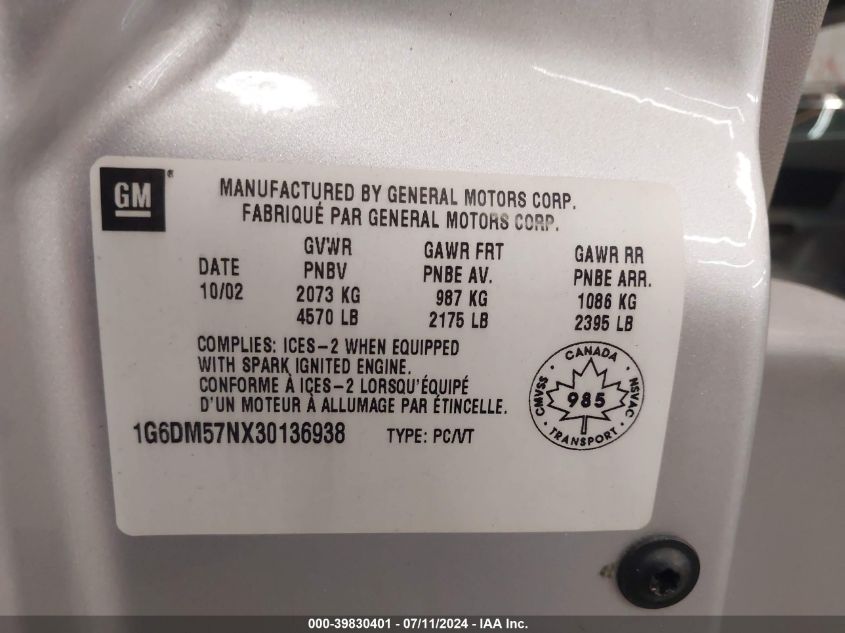 GM®
MANUFACTURED BY GENERAL MOTORS CORP.
FABRIQUÉ PAR GENERAL MOTORS CORP.
DATE GVWR GAWR FRT GAWR RR
PNBV PNBE AV. PNBE ARR.
10/02 2073 KG 987 KG 1086 KG
4570 LB 2175 LB 2395 LB
COMPLIES: ICES-2 WHEN EQUIPPED
WITH SPARK IGNITED ENGINE.
CONFORME À ICES-2 LORSQU'ÉQUIPÉ
D'UN MOTEUR À ALLUMAGE PAR ÉTINCELLE.
CANADA
CMVSS 985 NSVAC
TRANSPORT
1G6DM57NX30136938 TYPE: PC/VT
000-39830401 - 07/11/2024 - IAA Inc.